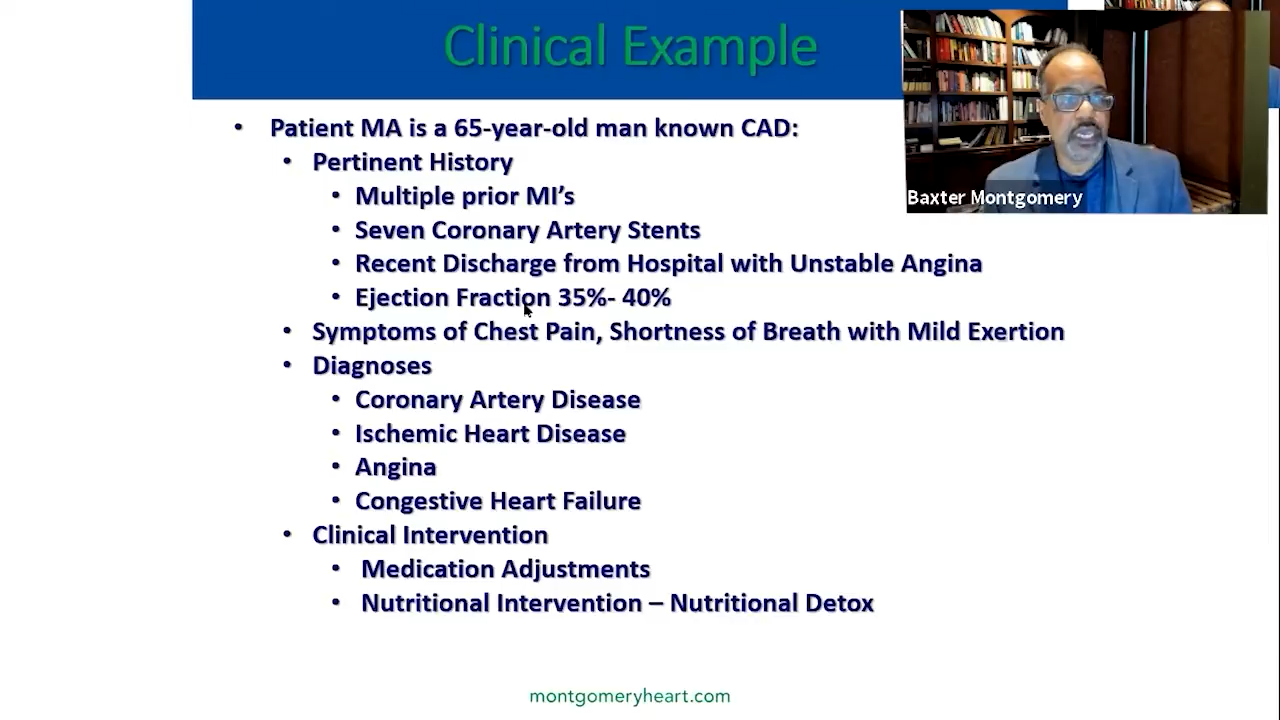 Clinical Example
• Patient MA is a 65-year-old man known CAD:
• Pertinent History
• Multiple prior MI's
• Seven Coronary Artery Stents
• Recent Discharge from Hospital with Unstable Angina
• Ejection Fraction 35%- 40%
• Symptoms of Chest Pain, Shortness of Breath with Mild Exertion
• Diagnoses
• Coronary Artery Disease
• Ischemic Heart Disease
• Angina
• Congestive Heart Failure
• Clinical Intervention
• Medication Adjustments
• Nutritional Intervention – Nutritional Detox
montgomeryheart.com
Baxter Montgomery